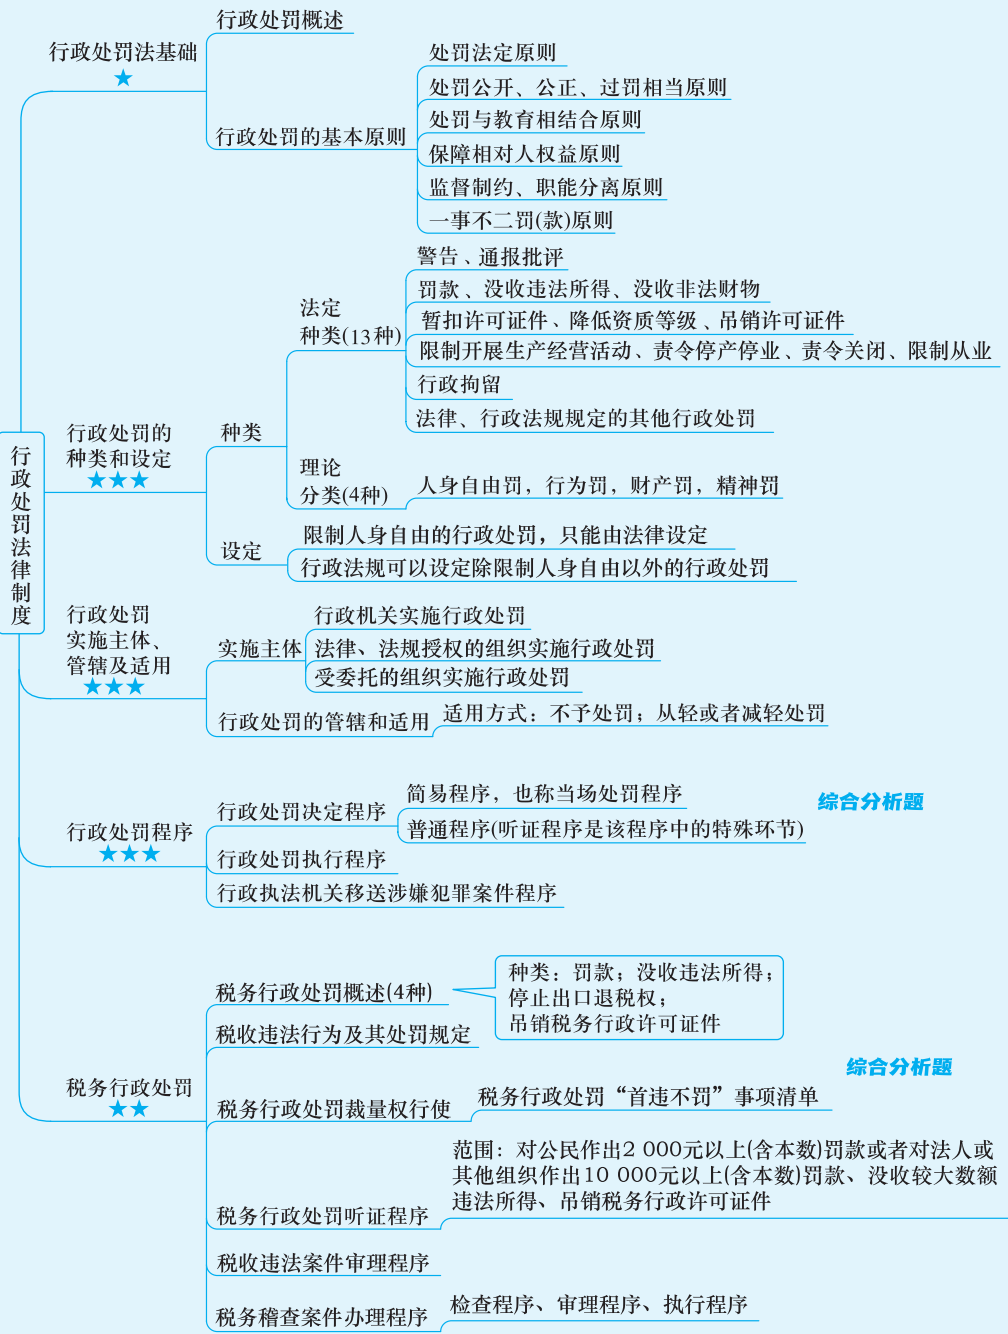 行政处罚法律制度
行政处罚法基础
行政处罚概述
行政处罚的基本原则
处罚法定原则
处罚公开、公正、过罚相当原则
处罚与教育相结合原则
保障相对人权益原则
监督制约、职能分离原则
一事不二罚(款)原则
行政处罚的
种类和设定
种类
法定
种类(13种)
警告、通报批评
罚款、没收违法所得、没收非法财物
暂扣许可证件、降低资质等级、吊销许可证件
限制开展生产经营活动、责令停产停业、责令关闭、限制从业
行政拘留
法律、行政法规规定的其他行政处罚
理论
分类(4种)
人身自由罚，行为罚，财产罚，精神罚
设定
限制人身自由的行政处罚，只能由法律设定
行政法规可以设定除限制人身自由以外的行政处罚
行政处罚
实施主体、
管辖及适用
实施主体
行政机关实施行政处罚
法律、法规授权的组织实施行政处罚
受委托的组织实施行政处罚
行政处罚的管辖和适用
适用方式：不予处罚；从轻或者减轻处罚
行政处罚程序
行政处罚决定程序
简易程序，也称当场处罚程序
普通程序(听证程序是该程序中的特殊环节)
综合分析题
行政处罚执行程序
行政执法机关移送涉嫌犯罪案件程序
税务行政处罚
税务行政处罚概述(4种)
种类：罚款；没收违法所得；
停止出口退税权；
吊销税务行政许可证件
税收违法行为及其处罚规定
综合分析题
税务行政处罚裁量权行使
税务行政处罚“首违不罚”事项清单
税务行政处罚听证程序
范围：对公民作出2 000元以上(含本数)罚款或者对法人或
其他组织作出10 000元以上(含本数)罚款、没收较大数额
违法所得、吊销税务行政许可证件
税收违法案件审理程序
税务稽查案件办理程序
检查程序、审理程序、执行程序